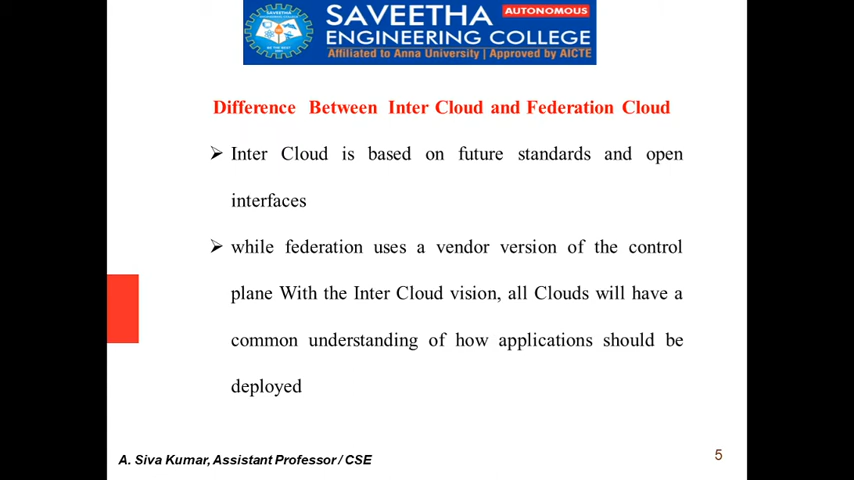 SAVEETHA
AUTONOMOUS
ENGINEERING COLLEGE
Affiliated to Anna University | Approved by AICTE
SAVEETHA
Difference Between Inter Cloud and Federation Cloud
➢ Inter Cloud is based on future standards and open
interfaces
➢ while federation uses a vendor version of the control
plane With the Inter Cloud vision, all Clouds will have a
common understanding of how applications should be
deployed
A. Siva Kumar, Assistant Professor / CSE
5